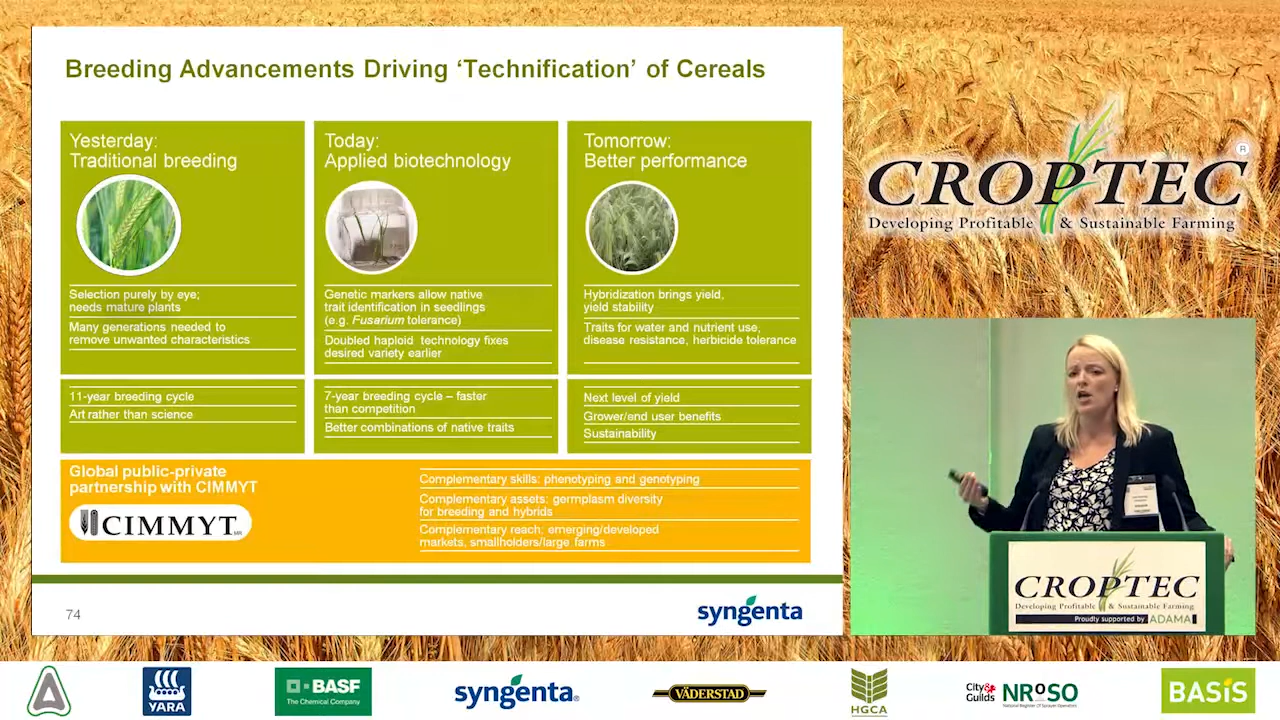 Breeding Advancements Driving ‘Technification’ of Cereals
Yesterday:
Traditional breeding
Selection purely by eye;
needs mature plants
Many generations needed to
remove unwanted characteristics
11-year breeding cycle
Art rather than science
Today:
Applied biotechnology
Genetic markers allow native
trait identification in seedlings
(e.g. Fusarium tolerance)
Doubled haploid technology fixes
desired variety earlier
7-year breeding cycle – faster
than competition
Better combinations of native traits
Tomorrow:
Better performance
Hybridization brings yield,
yield stability
Traits for water and nutrient use,
disease resistance, herbicide tolerance
Next level of yield
Grower/end user benefits
Sustainability
Global public-private
partnership with CIMMYT
CIMMYT
Complementary skills: phenotyping and genotyping
Complementary assets: germplasm diversity
for breeding and hybrids
Complementary reach: emerging/developed
markets, smallholders/large farms
74
syngenta
CROPTEC ®
Developing Profitable & Sustainable Farming
CROPTEC
Developing Profitable & Sustainable Farming
Proudly supported by ADAMA
YARA
BASF
The Chemical Company
syngenta®
VÄDERSTAD
HGCA
City& Guilds
NRoSO
National Register Of Sprayer Operators
BASIS